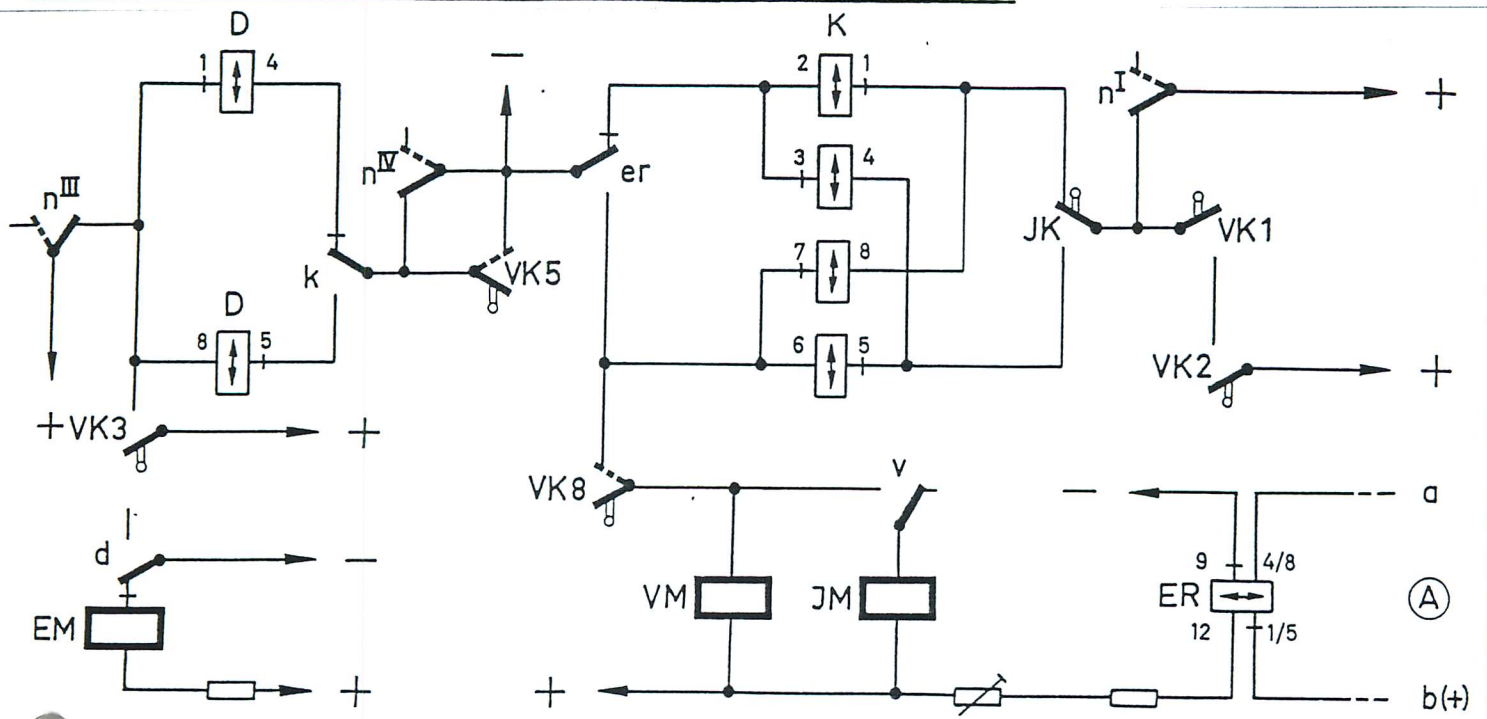 D
K
1
4
−
2
1
n I
+
n IV
er
3
4
n III
JK
VK1
k
VK5
7
8
D
8
5
6
5
VK2
+
+
VK3
+
VK8
v
−
a
d
−
9
4/8
VM
JM
ER
A
EM
12
1/5
+
+
b(+)